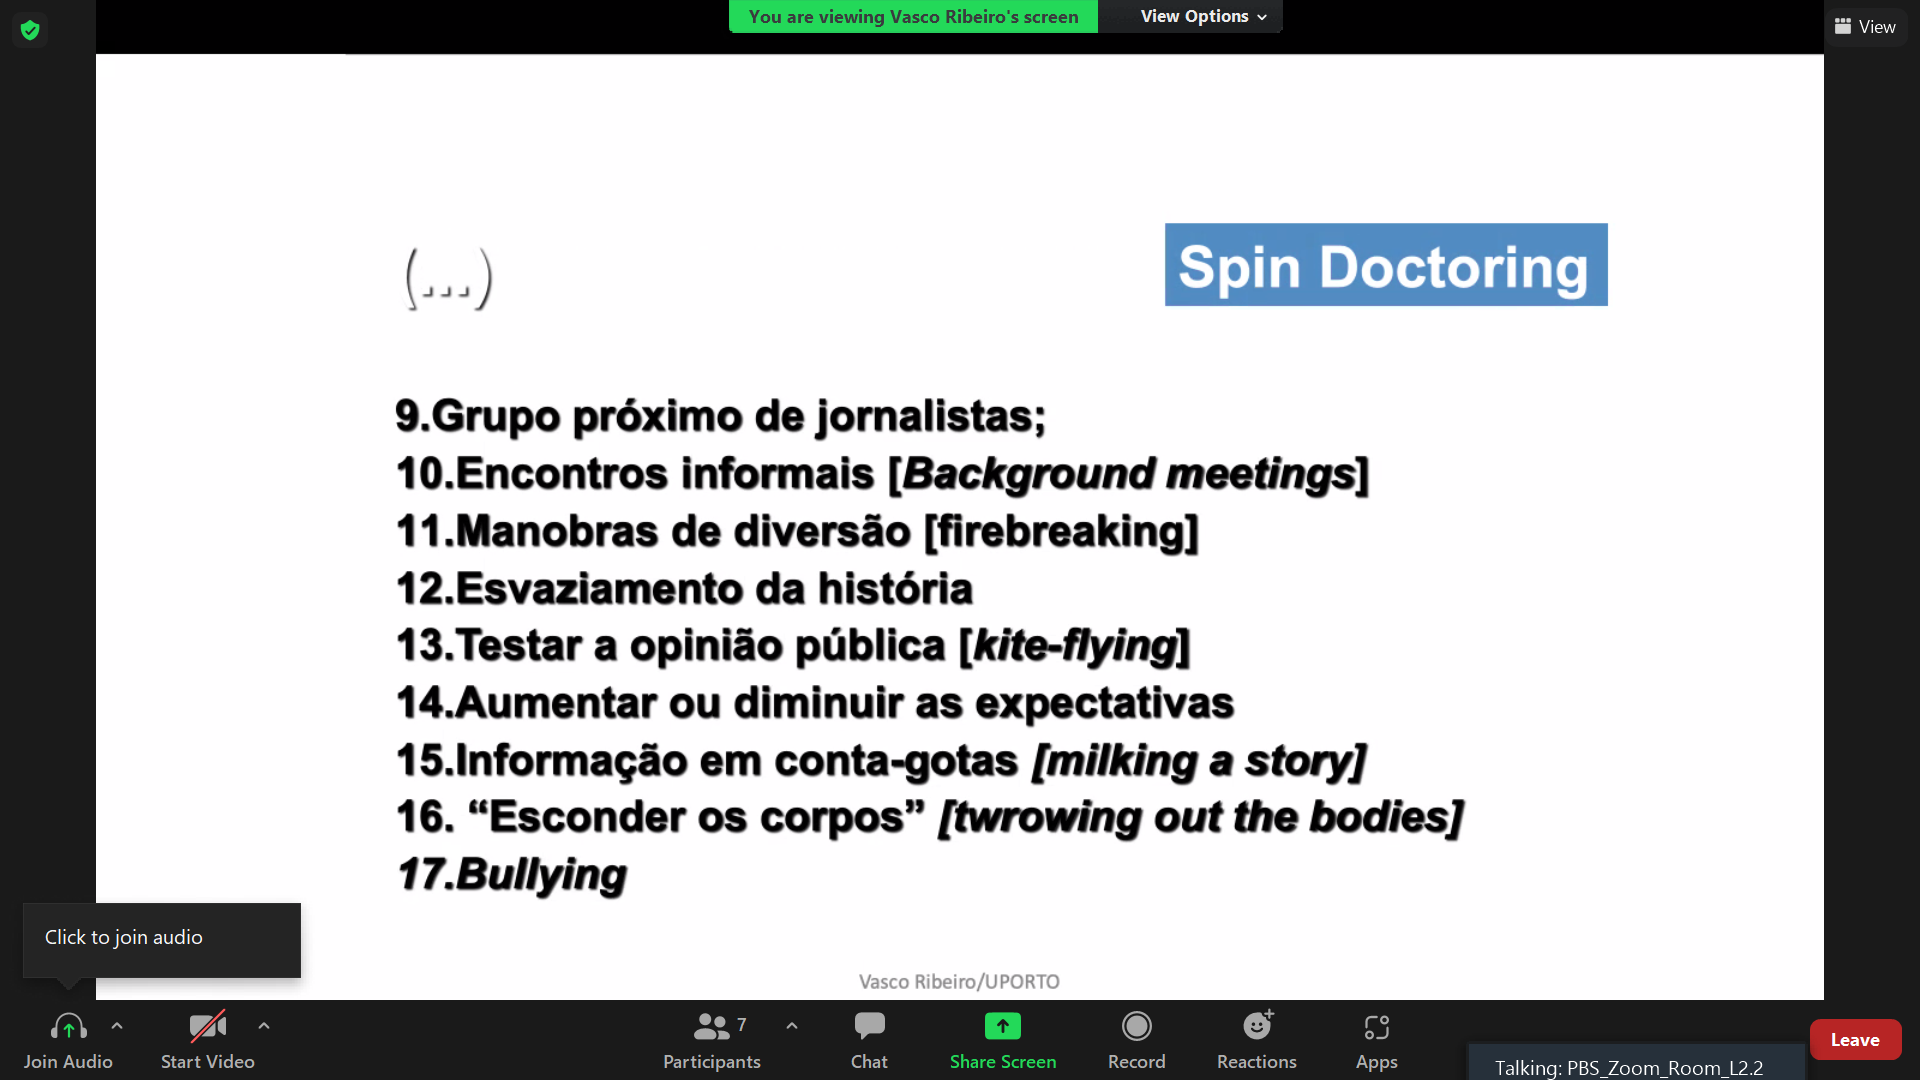 You are viewing Vasco Ribeiro's screen
View Options
View
(...)
Spin Doctoring
9.Grupo próximo de jornalistas;
10.Encontros informais [Background meetings]
11.Manobras de diversão [firebreaking]
12.Esvaziamento da história
13.Testar a opinião pública [kite-flying]
14.Aumentar ou diminuir as expectativas
15.Informação em conta-gotas [milking a story]
16. “Esconder os corpos” [twrowing out the bodies]
17.Bullying
Click to join audio
Vasco Ribeiro/UPORTO
7
Join Audio
Start Video
Participants
Chat
Share Screen
Record
Reactions
Apps
Leave
Talking: PBS_Zoom_Room_L2.2